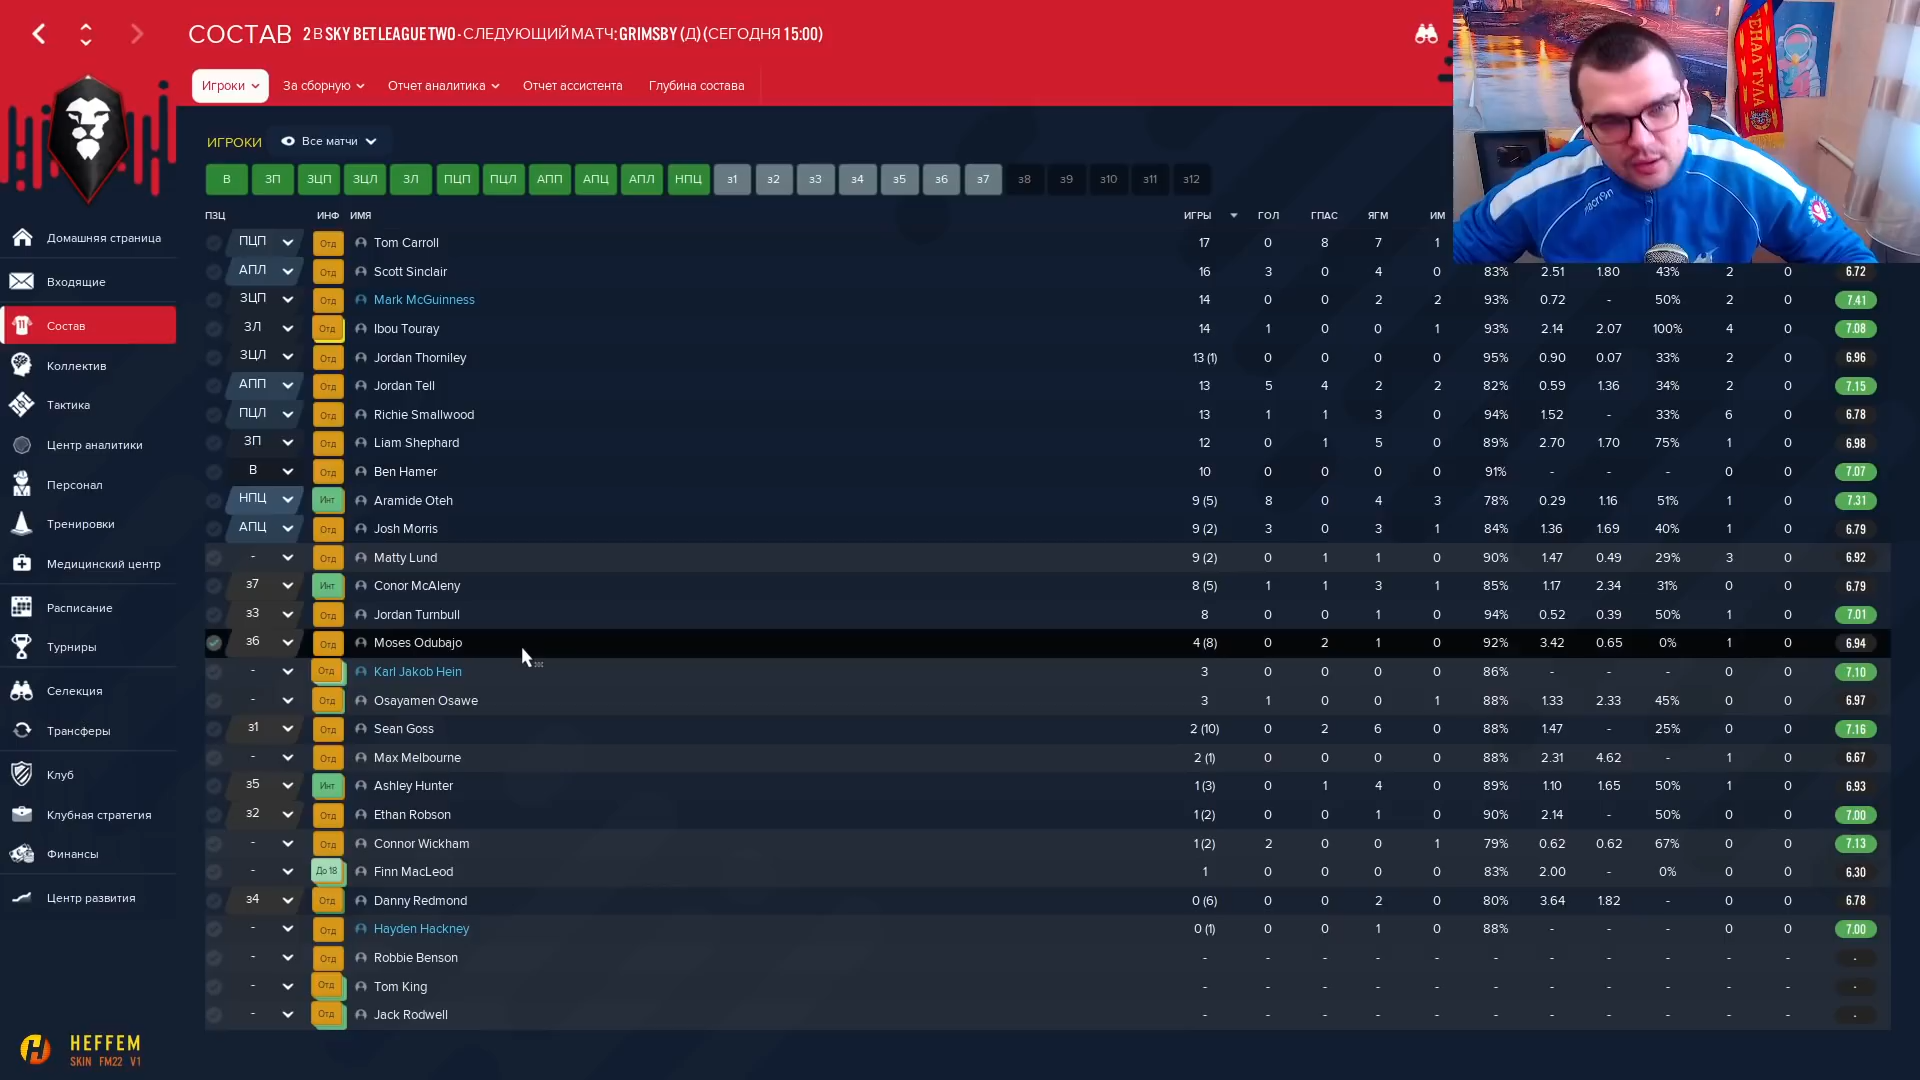 СОСТАВ 2 В SKY BET LEAGUE TWO - СЛЕДУЮЩИЙ МАТЧ: GRIMSBY (Д) (СЕГОДНЯ 15:00)
Игроки За сборную Отчет аналитика Отчет ассистента Глубина состава
ИГРОКИ Все матчи
В ЗП ЗЦП ЗЦЛ ЗЛ ПЦП ПЦЛ АПП АПЦ АПЛ НПЦ з1 з2 з3 з4 з5 з6 з7 з8 з9 з10 з11 з12
ПЗЦ ИНФ ИМЯ ИГРЫ ГОЛ ГПАС ЯГМ ИМ
ПЦП Отд Tom Carroll 17 0 8 7 1
АПЛ Отд Scott Sinclair 16 3 0 4 0 83% 2.51 1.80 43% 2 0 6.72
ЗЦП Отд Mark McGuinness 14 0 0 2 2 93% 0.72 - 50% 2 0 7.41
ЗЛ Отд Ibou Touray 14 1 0 0 1 93% 2.14 2.07 100% 4 0 7.08
ЗЦЛ Отд Jordan Thorniley 13 (1) 0 0 0 0 95% 0.90 0.07 33% 2 0 6.96
АПП Отд Jordan Tell 13 5 4 2 2 82% 0.59 1.36 34% 2 0 7.15
ПЦЛ Отд Richie Smallwood 13 1 1 3 0 94% 1.52 - 33% 6 0 6.78
ЗП Отд Liam Shephard 12 0 1 5 0 89% 2.70 1.70 75% 1 0 6.98
В Отд Ben Hamer 10 0 0 0 0 91% - - - 0 0 7.07
НПЦ Инт Aramide Oteh 9 (5) 8 0 4 3 78% 0.29 1.16 51% 1 0 7.31
АПЦ Отд Josh Morris 9 (2) 3 0 3 1 84% 1.36 1.69 40% 1 0 6.79
- Отд Matty Lund 9 (2) 0 1 1 0 90% 1.47 0.49 29% 3 0 6.92
з7 Инт Conor McAleny 8 (5) 1 1 3 1 85% 1.17 2.34 31% 0 0 6.79
з3 Отд Jordan Turnbull 8 0 0 1 0 94% 0.52 0.39 50% 1 0 7.01
з6 Отд Moses Odubajo 4 (8) 0 2 1 0 92% 3.42 0.65 0% 1 0 6.94
- Отд Karl Jakob Hein 3 0 0 0 0 86% - - - 0 0 7.10
- Отд Osayamen Osawe 3 1 0 0 1 88% 1.33 2.33 45% 0 0 6.97
з1 Отд Sean Goss 2 (10) 0 2 6 0 88% 1.47 - 25% 0 0 7.16
- Отд Max Melbourne 2 (1) 0 0 0 0 88% 2.31 4.62 - 1 0 6.67
з5 Инт Ashley Hunter 1 (3) 0 1 4 0 89% 1.10 1.65 50% 1 0 6.93
з2 Отд Ethan Robson 1 (2) 0 0 1 0 90% 2.14 - 50% 0 0 7.00
- Отд Connor Wickham 1 (2) 2 0 0 1 79% 0.62 0.62 67% 0 0 7.13
- До 18 Finn MacLeod 1 0 0 0 0 83% 2.00 - 0% 0 0 6.30
з4 Отд Danny Redmond 0 (6) 0 0 2 0 80% 3.64 1.82 - 0 0 6.78
- Отд Hayden Hackney 0 (1) 0 0 1 0 88% - - - 0 0 7.00
- Отд Robbie Benson - - - - - - - - - - - -
- Отд Tom King - - - - - - - - - - - -
- Отд Jack Rodwell - - - - - - - - - - - -
Домашняя страница
Входящие
Состав
Коллектив
Тактика
Центр аналитики
Персонал
Тренировки
Медицинский центр
Расписание
Турниры
Селекция
Трансферы
Клуб
Клубная стратегия
Финансы
Центр развития
HEFFEM
SKIN FM22 V1
ЕНАЛ ТУЛА
macron